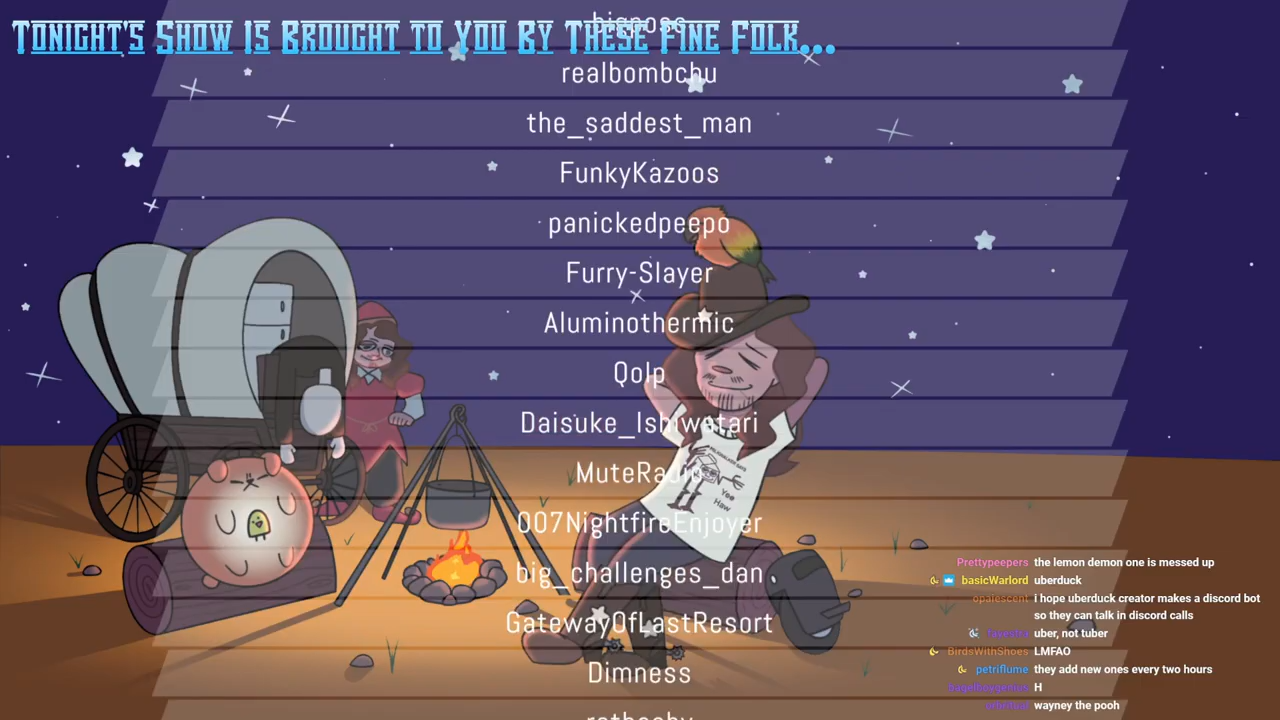 Tonight's Show Is Brought to You By These Fine Folk...
realbombchu
the_saddest_man
FunkyKazoos
panickedpeepo
Furry-Slayer
Aluminothermic
Qolp
Daisuke_Ishiwatari
MuteRadio
007NightfireEnjoyer
big_challenges_dan
GatewayOfLastResort
Dimness
Yee
Haw
Prettypeepers the lemon demon one is messed up
basicWarlord uberduck
opalescent i hope uberduck creator makes a discord bot
so they can talk in discord calls
uber, not tuber
BirdsWithShoes LMFAO
petriflume they add new ones every two hours
H
wayney the pooh